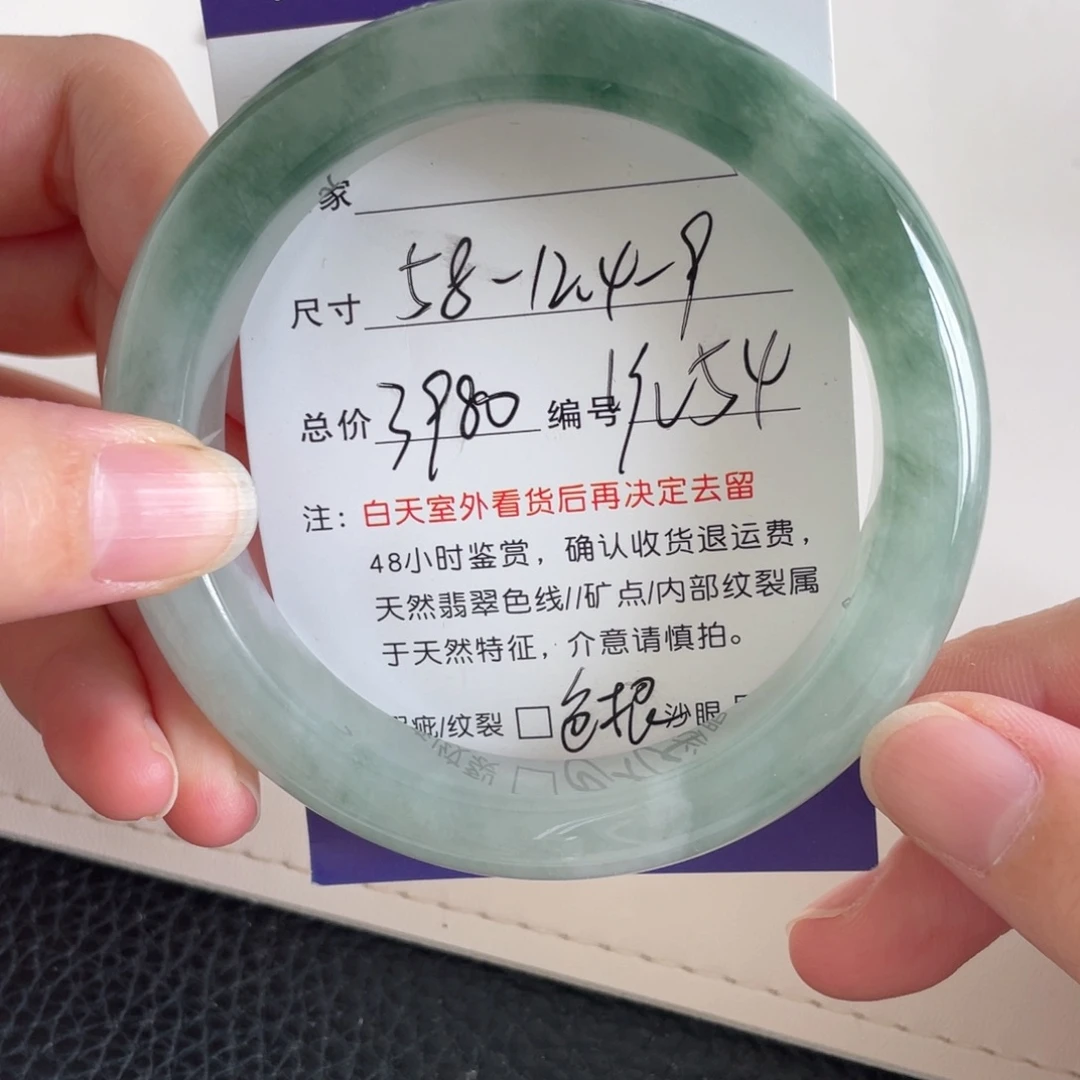 家
尺寸 58-12.4-9
总价 3980 编号
注: 白天室外看货后再决定去留
48小时鉴赏，确认收货退运费，
天然翡翠色线//矿点/内部纹裂属
于天然特征，介意请慎拍。
疵/纹裂 □色根 沙眼